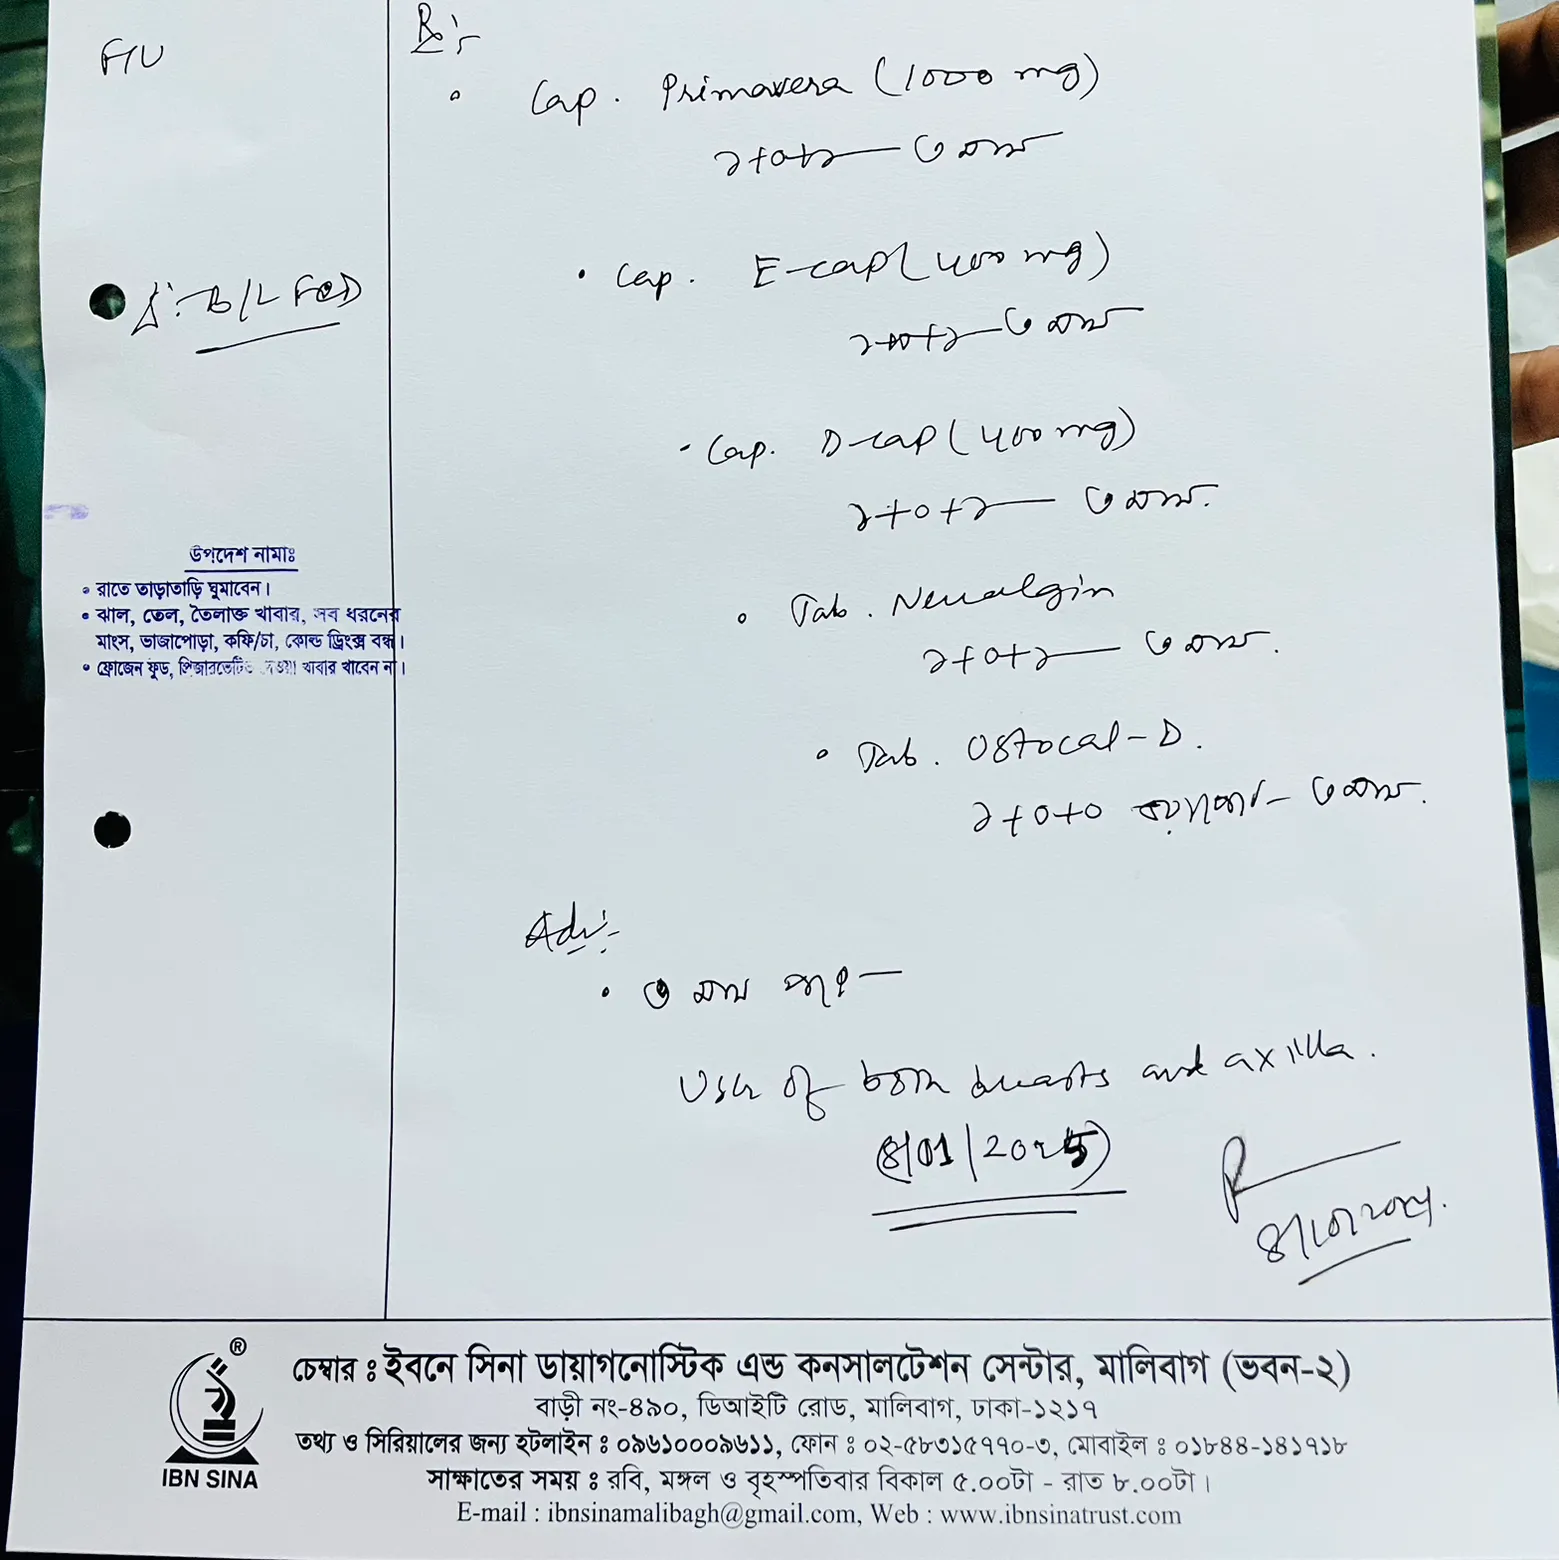 F/U
Rx:-
Cap. Primavera (1000 mg)
১+০+১ — ৩ মাস
Cap. E-cap (400 mg)
১+০+১ — ৩ মাস
Δ:- B/L FCD
Cap. D-cap (400 mg)
১+০+১ — ৩ মাস.
উপদেশ নামাঃ
• রাতে তাড়াতাড়ি ঘুমাবেন।
• ঝাল, তেল, তৈলাক্ত খাবার, সব ধরনের
মাংস, ভাজাপোড়া, কফি/চা, কোল্ড ড্রিংক্স বন্ধ।
• ফ্রোজেন ফুড, প্রিজারভেটিভ খাবার খাবেন না।
Tab. Neuralgin
১+০+১ — ৩ মাস.
Tab. Ostocal-D.
১+০+০ — ৩ মাস.
Adv:-
• ৩ মাস পর —
USG of both breasts and axilla.
(8/01/2025)
IBN SINA
চেম্বার ঃ ইবনে সিনা ডায়াগনোস্টিক এন্ড কনসালটেশন সেন্টার, মালিবাগ (ভবন-২)
বাড়ী নং-৪৯০, ডিআইটি রোড, মালিবাগ, ঢাকা-১২১৭
তথ্য ও সিরিয়ালের জন্য হটলাইন ঃ ০৯৬১০০০৯৬১১, ফোন ঃ ০২-৫৮৩১৫৭৭০-৩, মোবাইল ঃ ০১৮৪৪-১৪১৭১৮
সাক্ষাতের সময় ঃ রবি, মঙ্গল ও বৃহস্পতিবার বিকাল ৫.০০টা - রাত ৮.০০টা।
E-mail : ibnsinamalibagh@gmail.com, Web : www.ibnsinatrust.com